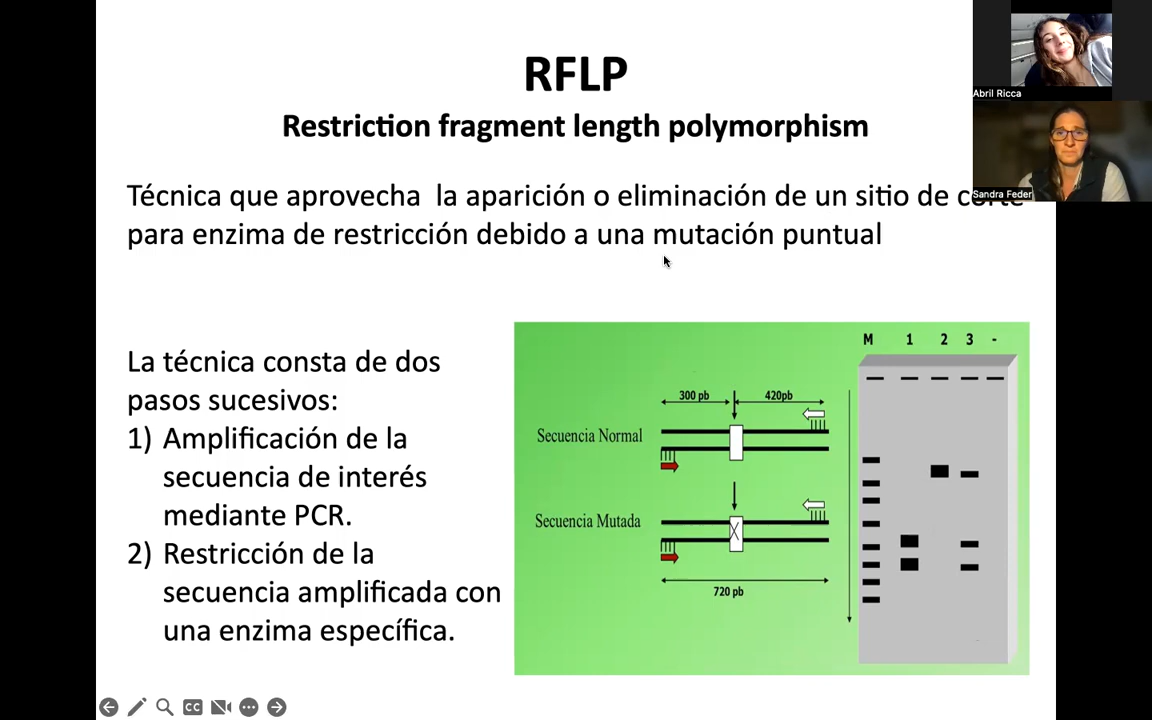 RFLP
Restriction fragment length polymorphism
Técnica que aprovecha la aparición o eliminación de un sitio de corte
para enzima de restricción debido a una mutación puntual
La técnica consta de dos
pasos sucesivos:
1) Amplificación de la
secuencia de interés
mediante PCR.
2) Restricción de la
secuencia amplificada con
una enzima específica.
M 1 2 3 -
300 pb 420pb
Secuencia Normal
Secuencia Mutada
720 pb
Abril Ricca
Sandra Feder
CC